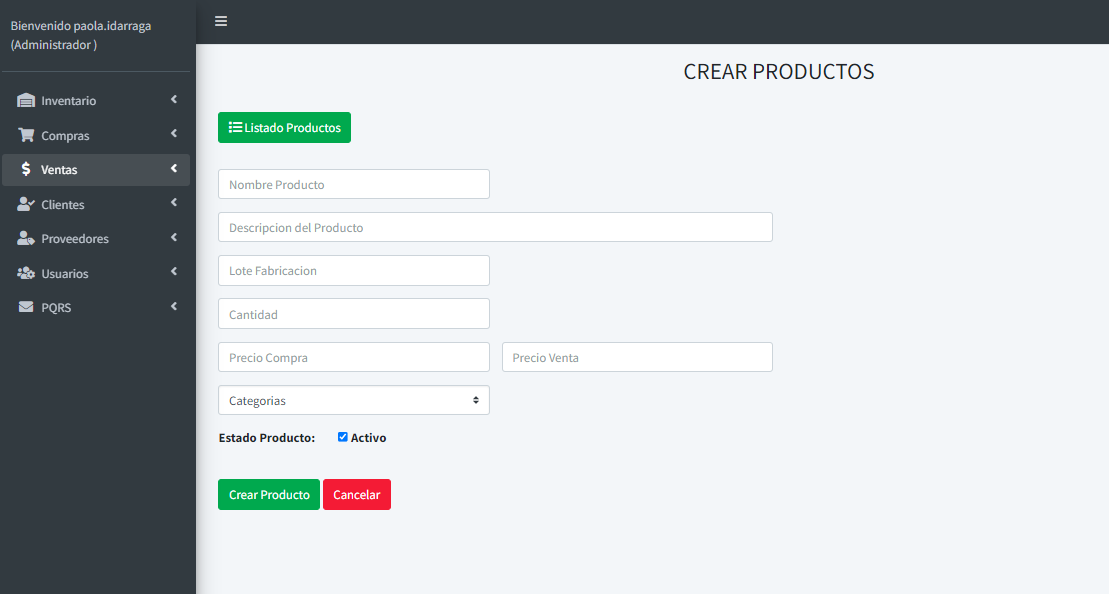 Bienvenido paola.idarraga
(Administrador )
Inventario
Compras
Ventas
Clientes
Proveedores
Usuarios
PQRS
CREAR PRODUCTOS
Listado Productos
Nombre Producto
Descripcion del Producto
Lote Fabricacion
Cantidad
Precio Compra Precio Venta
Categorias
Estado Producto: Activo
Crear Producto Cancelar